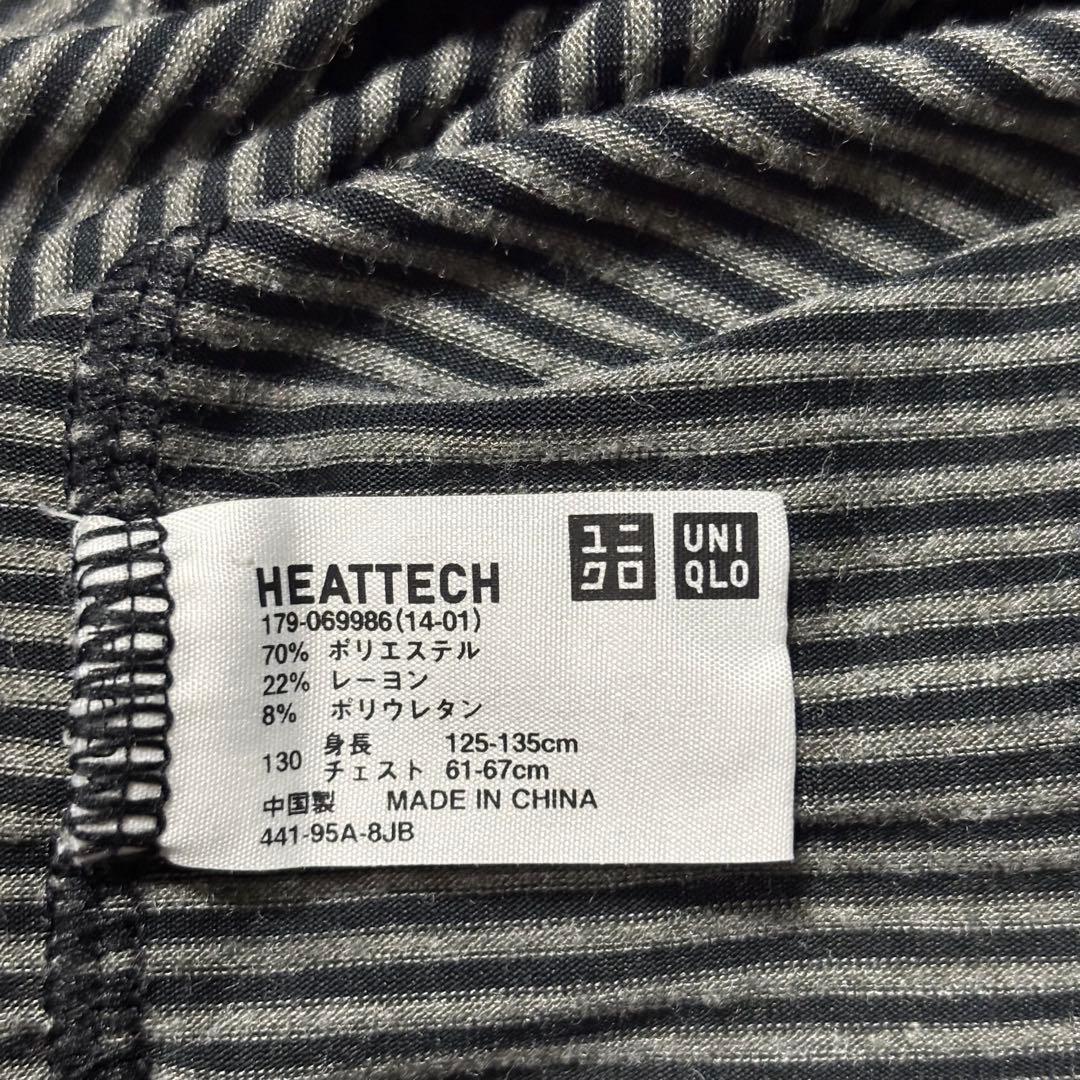 ユニ
クロ
UNI
QLO
HEATTECH
179-069986(14-01)
70% ポリエステル
22% レーヨン
8% ポリウレタン
130
身長 125-135cm
チェスト 61-67cm
中国製 MADE IN CHINA
441-95A-8JB